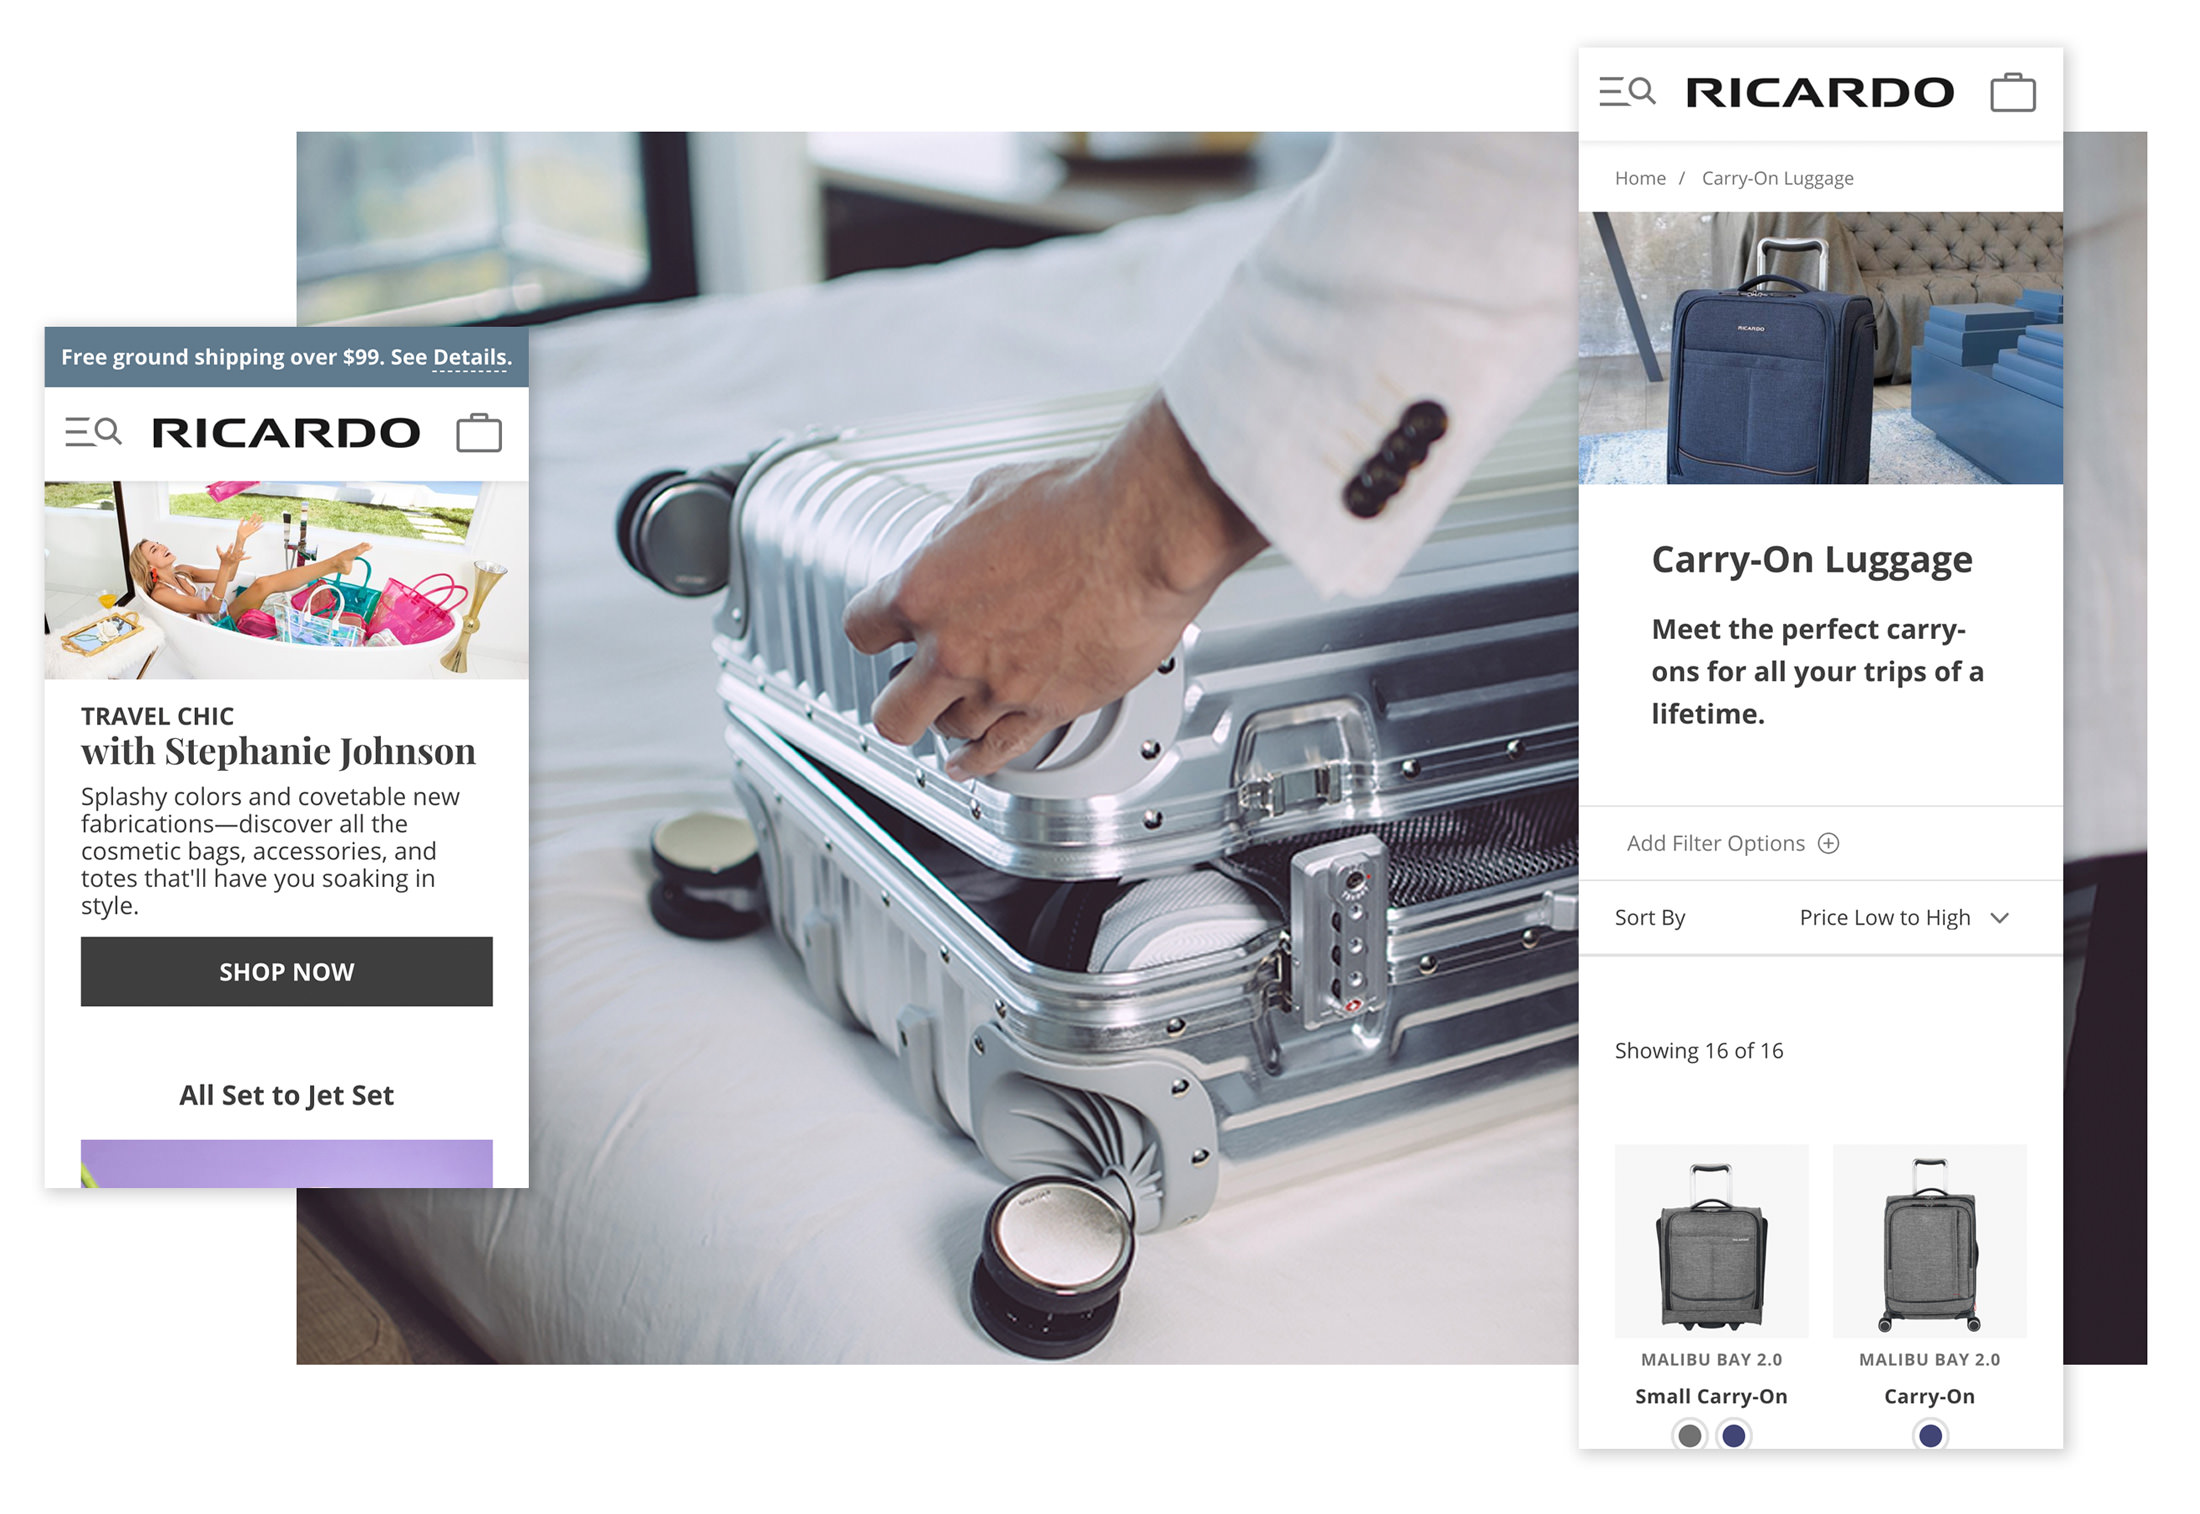 Free ground shipping over $99. See Details.
RICARDO
TRAVEL CHIC
with Stephanie Johnson
Splashy colors and covetable new
fabrications—discover all the
cosmetic bags, accessories, and
totes that'll have you soaking in
style.
SHOP NOW
All Set to Jet Set
RICARDO
Home / Carry-On Luggage
RICARDO
Carry-On Luggage
Meet the perfect carry-
ons for all your trips of a
lifetime.
Add Filter Options
Sort By Price Low to High
Showing 16 of 16
MALIBU BAY 2.0
Small Carry-On
MALIBU BAY 2.0
Carry-On